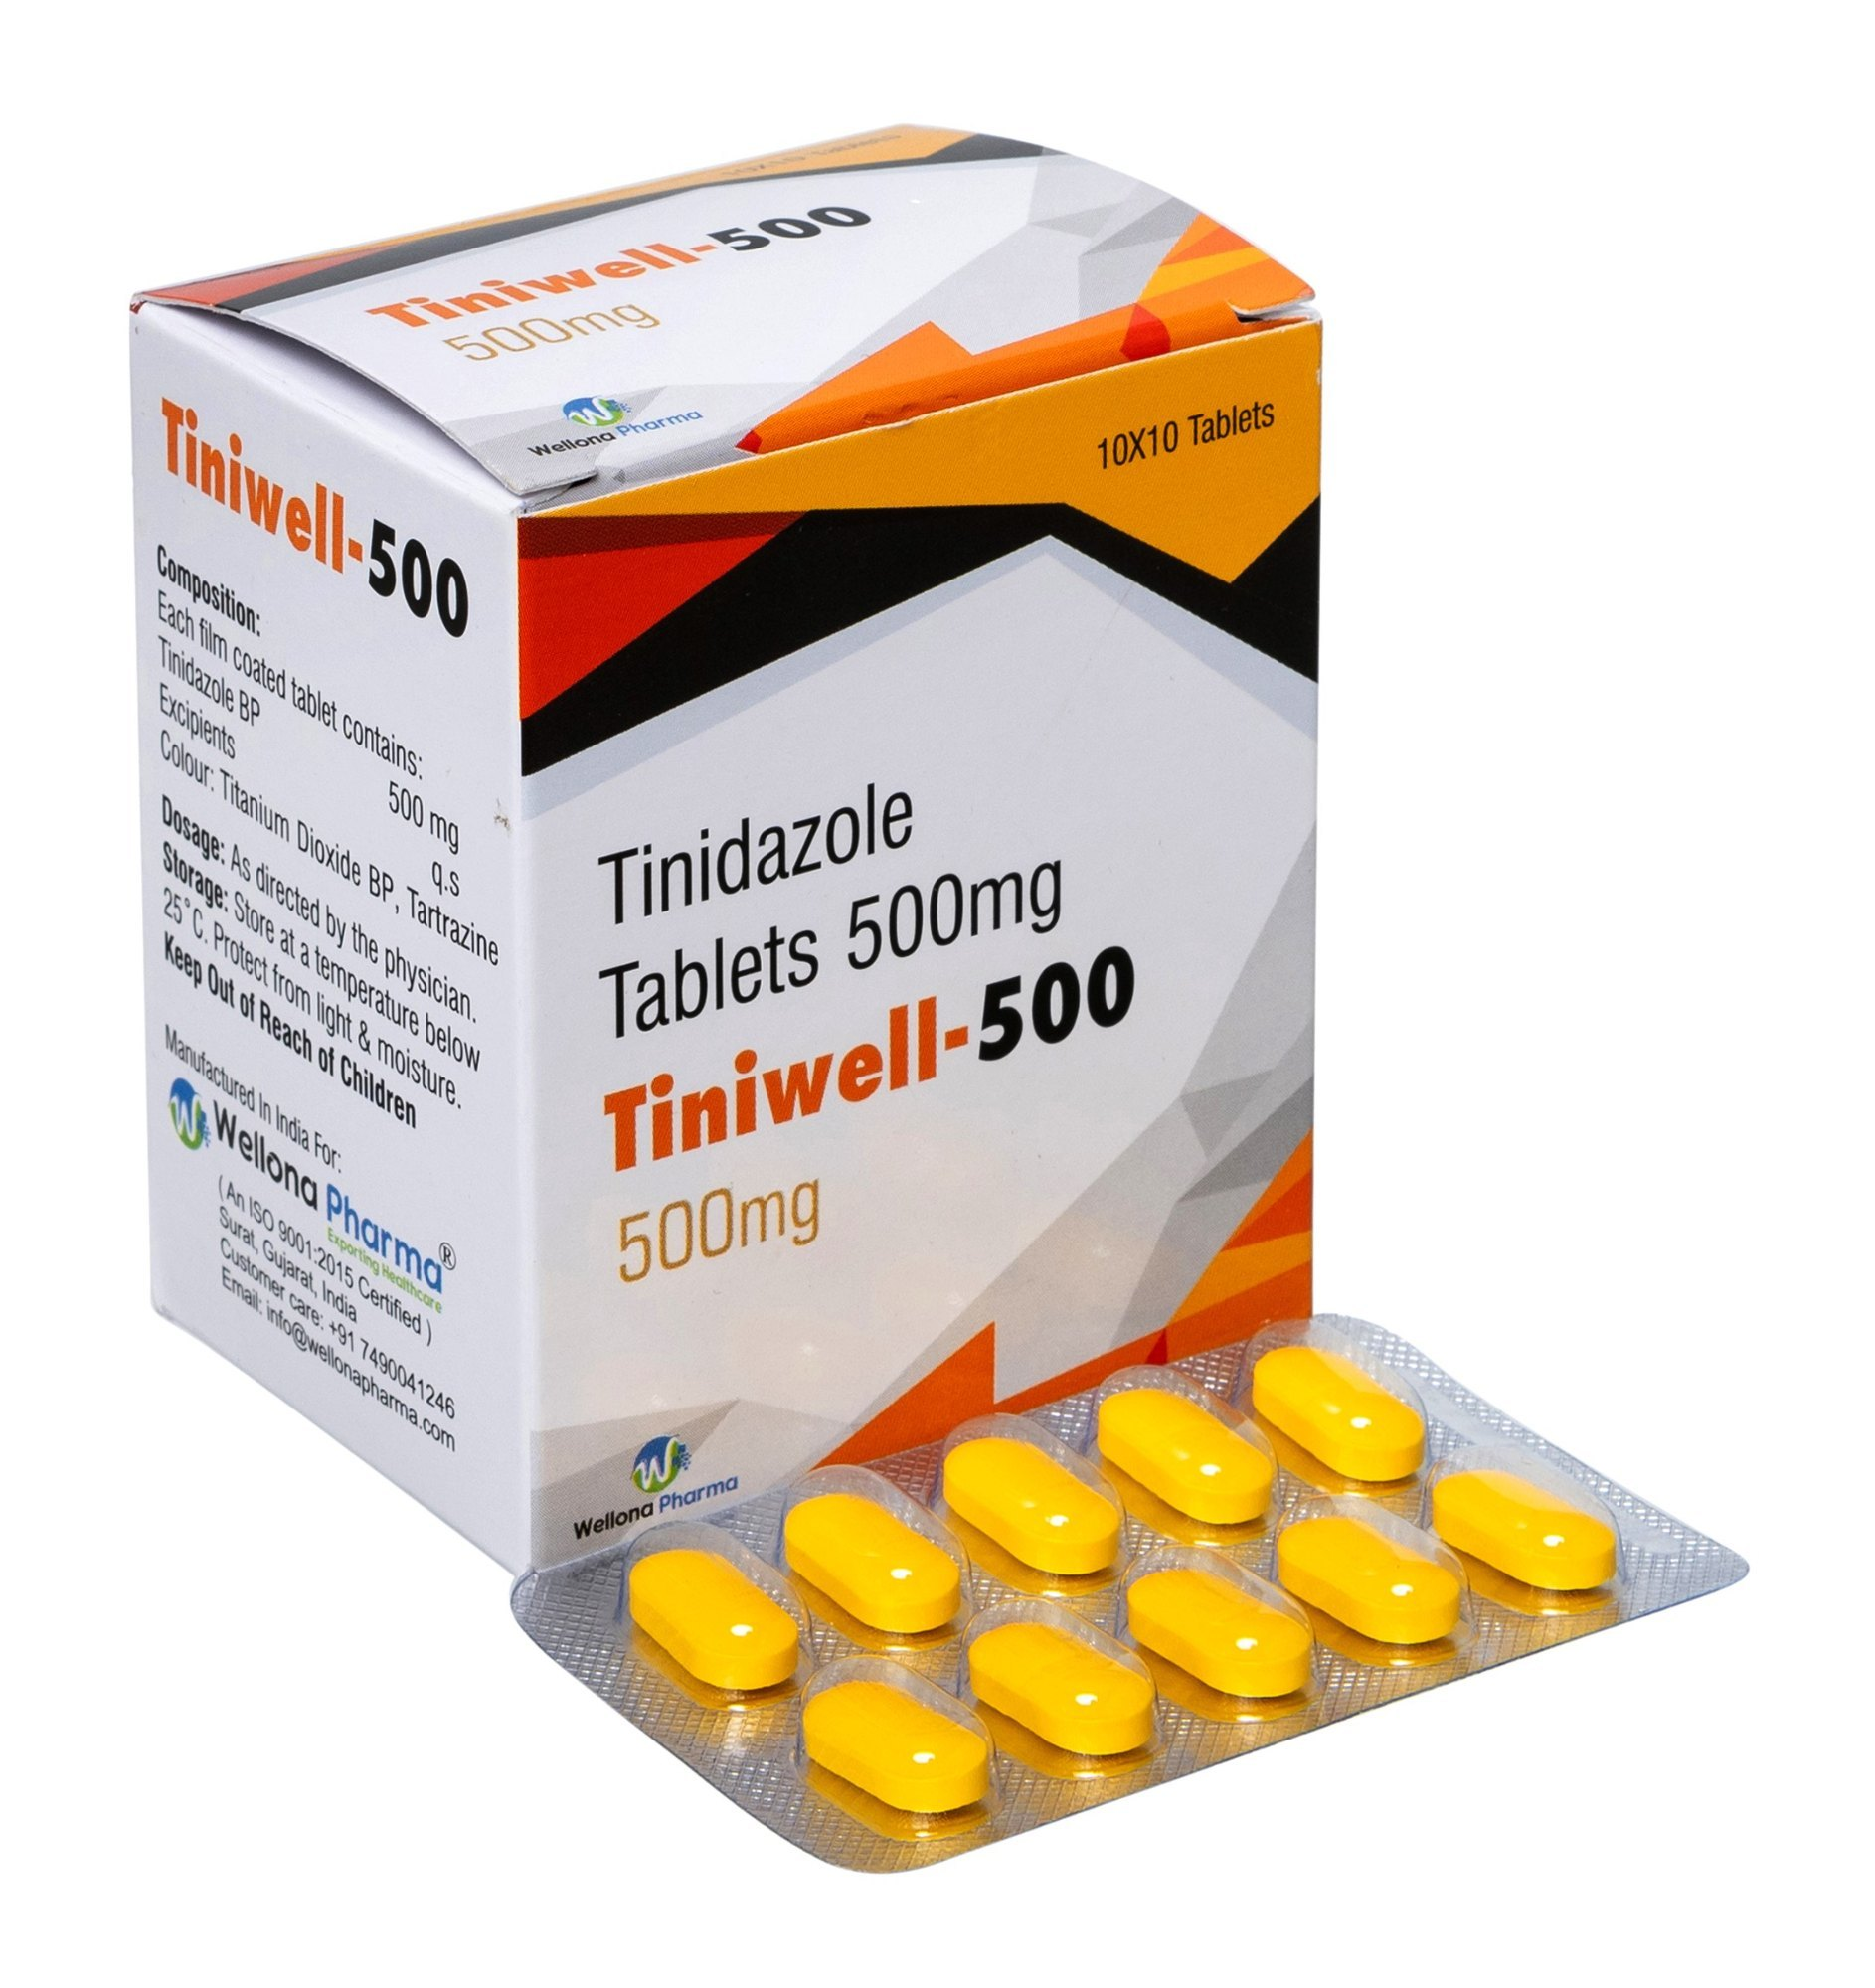 10X10 Tablets
Tiniwell-500
500mg
W
Wellona Pharma
Tiniwell-500
Composition:
Each film coated tablet contains:
Tinidazole BP 500 mg
Excipients q.s
Colour: Titanium Dioxide BP, Tartrazine
Dosage: As directed by the physician.
Storage: Store at a temperature below
25°C. Protect from light & moisture.
Keep Out of Reach of Children
Manufactured In India For:
W Wellona Pharma®
Exporting Healthcare
( An ISO 9001:2015 Certified )
Surat, Gujarat, India
Customer care: +91 7490041246
Email: info@wellonapharma.com
10X10 Tablets
Tinidazole
Tablets 500mg
Tiniwell-500
500mg
W
Wellona Pharma